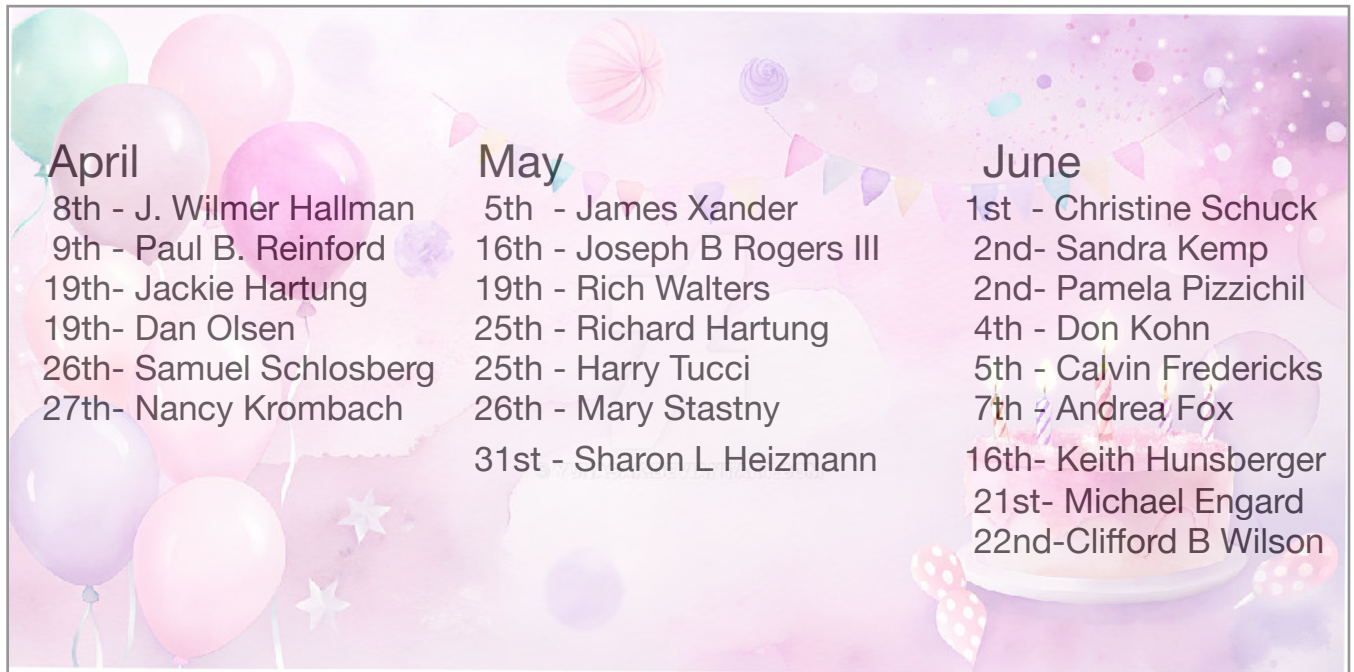 April
8th - J. Wilmer Hallman
9th - Paul B. Reinford
19th- Jackie Hartung
19th- Dan Olsen
26th- Samuel Schlosberg
27th- Nancy Krombach
May
5th - James Xander
16th - Joseph B Rogers III
19th - Rich Walters
25th - Richard Hartung
25th - Harry Tucci
26th - Mary Stastny
31st - Sharon L Heizmann
June
1st - Christine Schuck
2nd- Sandra Kemp
2nd- Pamela Pizzichil
4th - Don Kohn
5th - Calvin Fredericks
7th - Andrea Fox
16th- Keith Hunsberger
21st- Michael Engard
22nd-Clifford B Wilson